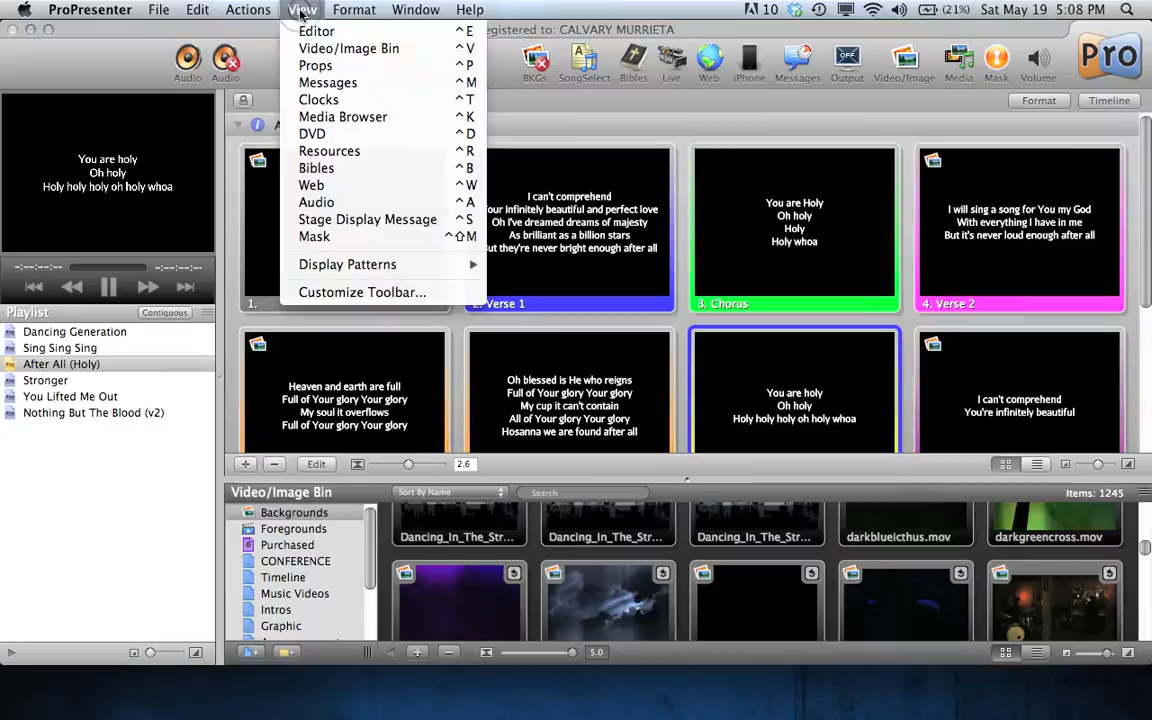 ProPresenter File Edit Actions View Format Window Help 10 (21%) Sat May 19 5:08 PM
registered to: CALVARY MURRIETA
Audio Audio BKGs SongSelect Bibles Live Web iPhone Messages Output Video/Image Media Mask Volume
Pro
Format Timeline
Editor ^E
Video/Image Bin ^V
Props ^P
Messages ^M
Clocks ^T
Media Browser ^K
DVD ^D
Resources ^R
Bibles ^B
Web ^W
Audio ^A
Stage Display Message ^S
Mask ^⇧M
Display Patterns
Customize Toolbar...
You are holy
Oh holy
Holy holy holy oh holy whoa
--:--:-- --:--:--
Playlist Contiguous
Dancing Generation
Sing Sing Sing
After All (Holy)
Stronger
You Lifted Me Out
Nothing But The Blood (v2)
1.
I can't comprehend
our infinitely beautiful and perfect love
Oh I've dreamed dreams of majesty
As brilliant as a billion stars
But they're never bright enough after all
2. Verse 1
You are Holy
Oh holy
Holy
Holy whoa
3. Chorus
I will sing a song for You my God
With everything I have in me
But it's never loud enough after all
4. Verse 2
Heaven and earth are full
Full of Your glory Your glory
My soul it overflows
Full of Your glory Your glory
Oh blessed is He who reigns
Full of Your glory Your glory
My cup it can't contain
All of Your glory Your glory
Hosanna we are found after all
You are holy
Oh holy
Holy holy holy oh holy whoa
I can't comprehend
You're infinitely beautiful
Edit 2.6
Video/Image Bin Sort By Name Search Items: 1245
Backgrounds
Foregrounds
Purchased
CONFERENCE
Timeline
Music Videos
Intros
Graphic
Dancing_In_The_Str... Dancing_In_The_Str... Dancing_In_The_Str... darkblueicthus.mov darkgreencross.mov
5.0